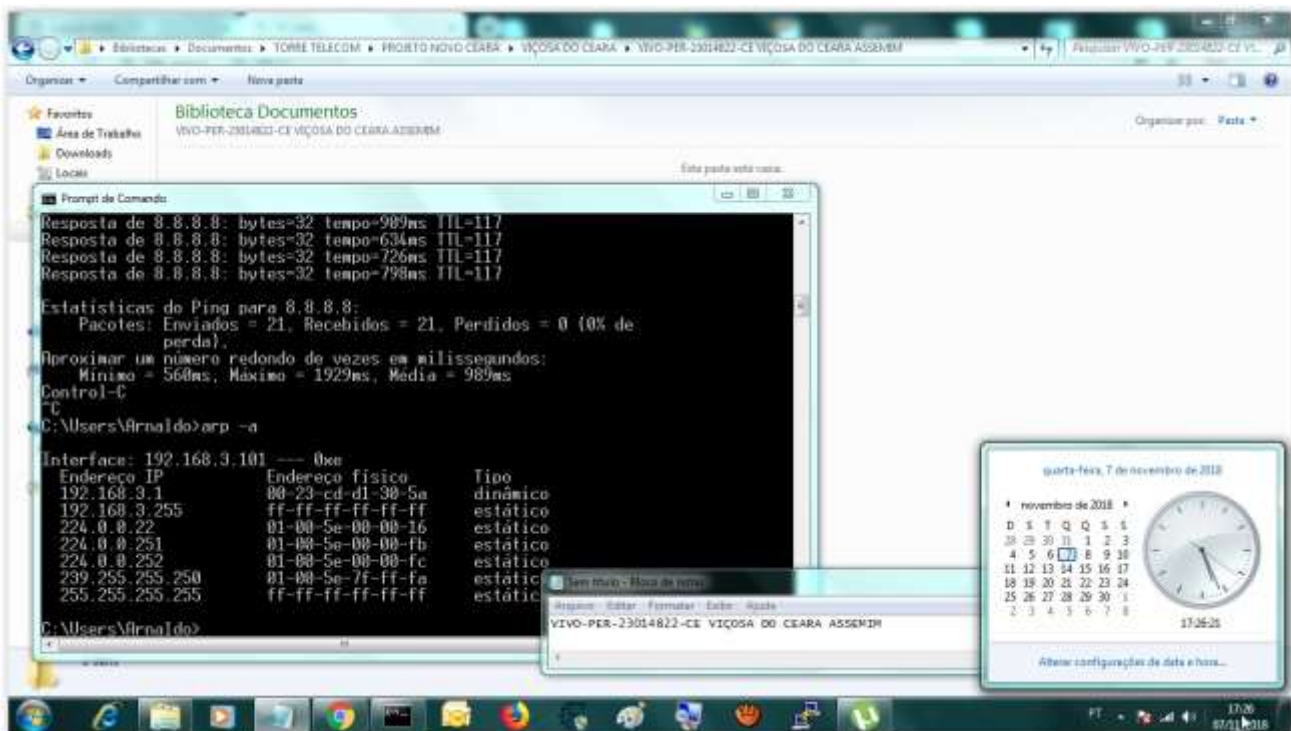 Bibliotecas ▸ Documentos ▸ TORRE TELECOM ▸ PROJETO NOVO CEARA ▸ VIÇOSA DO CEARA ▸ VIVO-PER-23014822-CE VIÇOSA DO CEARA ASSEMIM
Organizar
Compartilhar com
Nova pasta
Favoritos
Área de Trabalho
Downloads
Locais
Biblioteca Documentos
VIVO-PER-23014822-CE VIÇOSA DO CEARA ASSEMIM
Organizar por: Pasta
Esta pasta está vazia.
Prompt de Comando
Resposta de 8.8.8.8: bytes=32 tempo=909ms TTL=117
Resposta de 8.8.8.8: bytes=32 tempo=634ms TTL=117
Resposta de 8.8.8.8: bytes=32 tempo=726ms TTL=117
Resposta de 8.8.8.8: bytes=32 tempo=798ms TTL=117
Estatísticas do Ping para 8.8.8.8:
Pacotes: Enviados = 21, Recebidos = 21, Perdidos = 0 (0% de
perda),
Aproximar um número redondo de vezes em milissegundos:
Mínimo = 560ms, Máximo = 1929ms, Média = 989ms
Control-C
^C
C:\Users\Arnaldo>arp -a
Interface: 192.168.3.101 --- 0xe
Endereço IP Endereço físico Tipo
192.168.3.1 00-23-cd-d1-30-5a dinâmico
192.168.3.255 ff-ff-ff-ff-ff-ff estático
224.0.0.22 01-00-5e-00-00-16 estático
224.0.0.251 01-00-5e-00-00-fb estático
224.0.0.252 01-00-5e-00-00-fc estático
239.255.255.250 01-00-5e-7f-ff-fa estátic
255.255.255.255 ff-ff-ff-ff-ff-ff estátic
C:\Users\Arnaldo>
Sem título - Bloco de notas
Arquivo Editar Formatar Exibir Ajuda
VIVO-PER-23014822-CE VIÇOSA DO CEARA ASSEMIM
quarta-feira, 7 de novembro de 2018
novembro de 2018
D S T Q Q S S
28 29 30 31 1 2 3
4 5 6 7 8 9 10
11 12 13 14 15 16 17
18 19 20 21 22 23 24
25 26 27 28 29 30 1
2 3 4 5 6 7 8
17:26:21
Alterar configurações de data e hora...
PT
17:26
07/11/2018